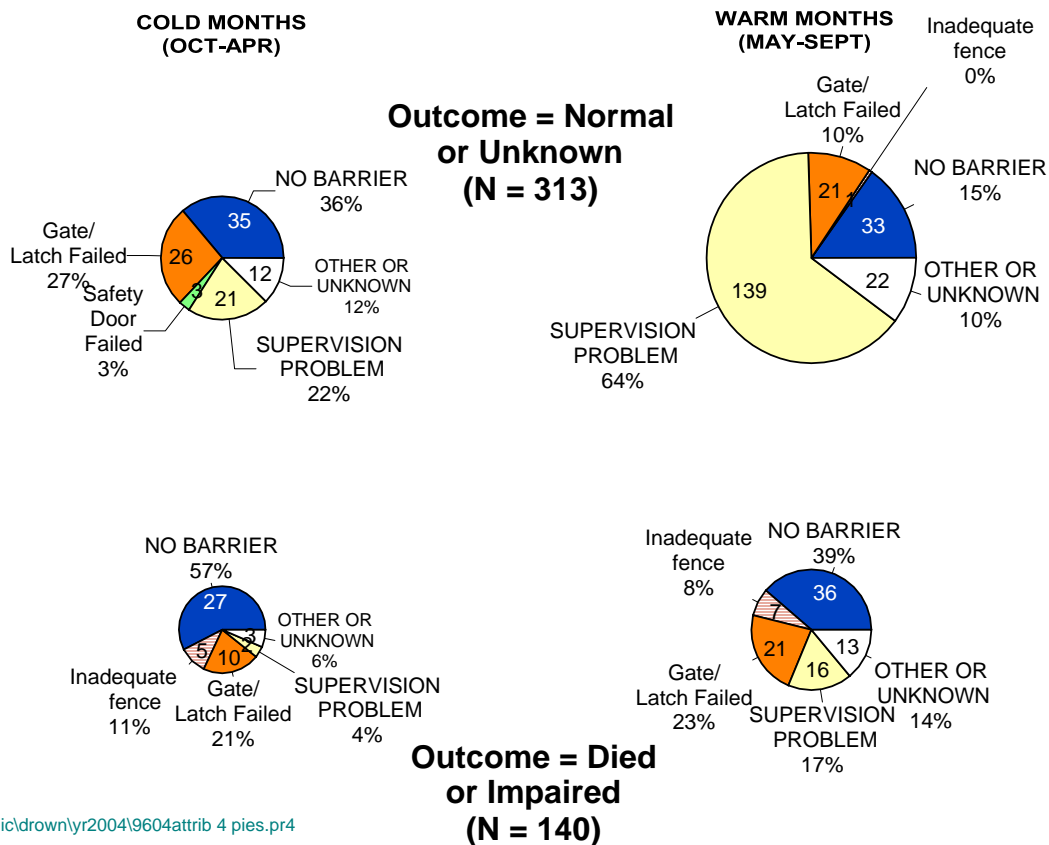 COLD MONTHS
(OCT-APR)
WARM MONTHS
(MAY-SEPT)
Outcome = Normal
or Unknown
(N = 313)
NO BARRIER
36%
35
Gate/
Latch Failed
27%
26
Safety
Door
Failed
3%
3
21
SUPERVISION
PROBLEM
22%
12
OTHER OR
UNKNOWN
12%
Inadequate
fence
0%
1
Gate/
Latch Failed
10%
21
NO BARRIER
15%
33
22
OTHER OR
UNKNOWN
10%
139
SUPERVISION
PROBLEM
64%
NO BARRIER
57%
27
OTHER OR
UNKNOWN
6%
3
2
SUPERVISION
PROBLEM
4%
10
Gate/
Latch Failed
21%
5
Inadequate
fence
11%
Inadequate
fence
8%
7
NO BARRIER
39%
36
21
Gate/
Latch Failed
23%
16
SUPERVISION
PROBLEM
17%
13
OTHER OR
UNKNOWN
14%
Outcome = Died
or Impaired
(N = 140)
ic\drown\yr2004\9604attrib 4 pies.pr4